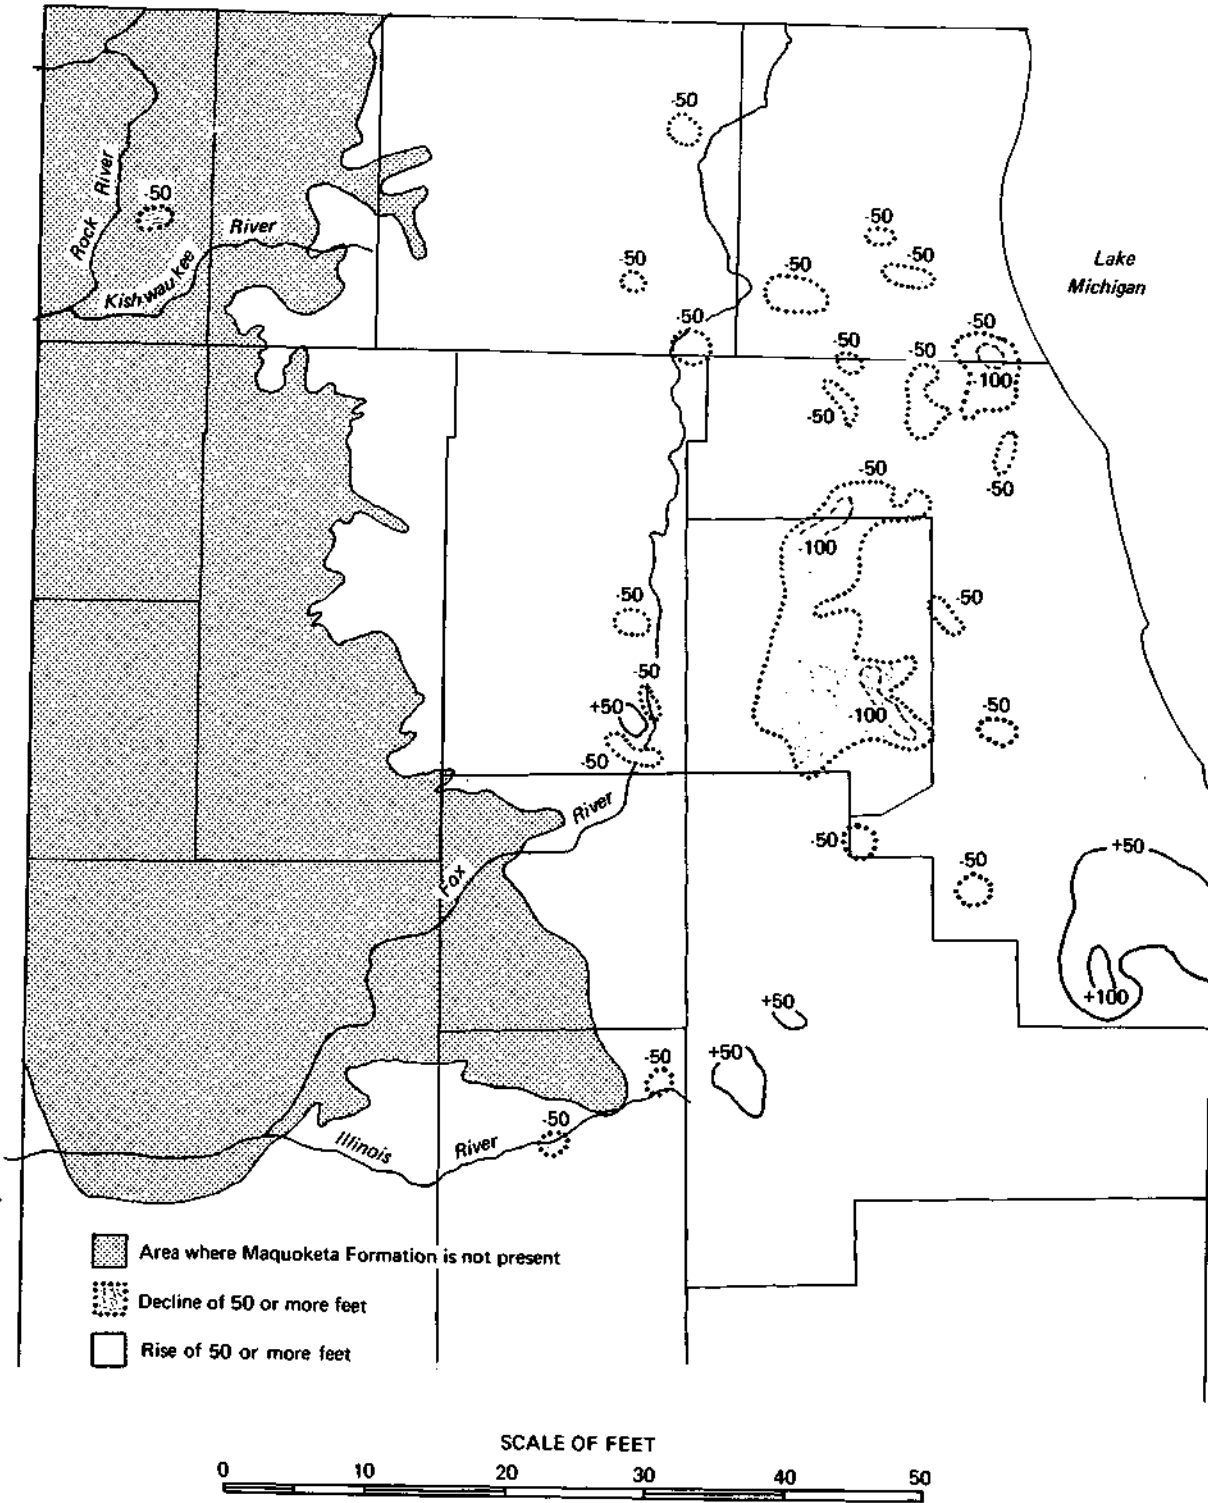 -50
Rock
River
-50
Kishwaukee
River
-50
-50
-50
-50
-50
Lake
Michigan
-50
-50
-50
-50
-100
-50
-50
-50
-100
-50
-50
-50
+50
-50
-100
-50
River
Fox
-50
-50
+50
+100
+50
+50
-50
-50
Illinois
River
Area where Maquoketa Formation is not present
Decline of 50 or more feet
Rise of 50 or more feet
SCALE OF FEET
0 10 20 30 40 50